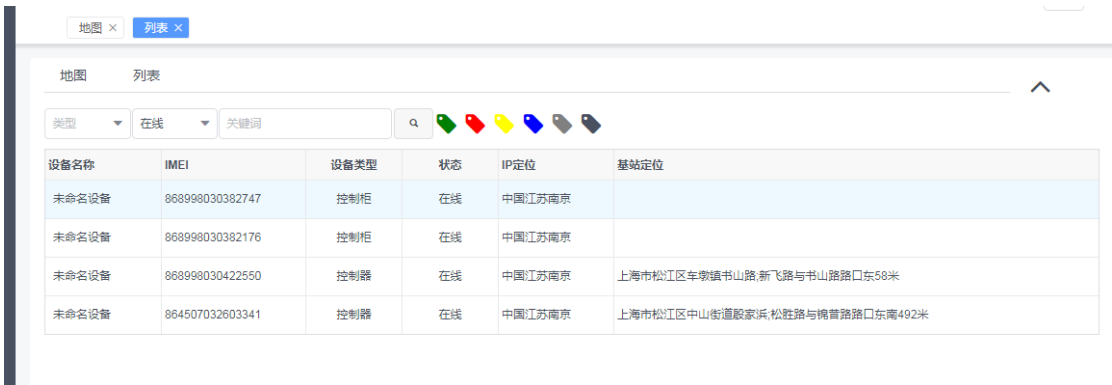 地图 × 列表 ×
地图 列表
类型 在线 关键词
设备名称 IMEI 设备类型 状态 IP定位 基站定位
未命名设备 868998030382747 控制柜 在线 中国江苏南京
未命名设备 868998030382176 控制柜 在线 中国江苏南京
未命名设备 868998030422550 控制器 在线 中国江苏南京 上海市松江区车墩镇书山路;新飞路与书山路路口东58米
未命名设备 864507032603341 控制器 在线 中国江苏南京 上海市松江区中山街道殷家浜;松胜路与锦昔路路口东南492米